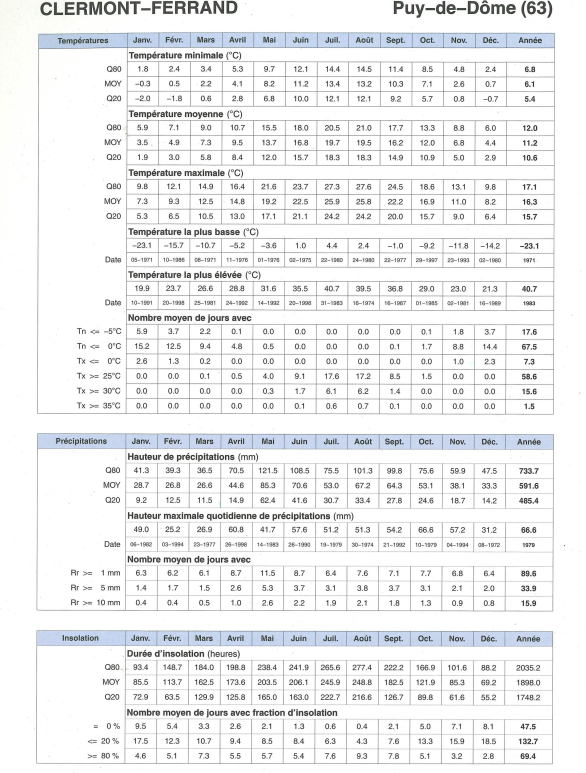 CLERMONT–FERRAND Puy–de–Dôme (63)
Températures Janv. Févr. Mars Avril Mai Juin Juil. Août Sept. Oct. Nov. Déc. Année
Température minimale (°C)
Q80 1.8 2.4 3.4 5.3 9.7 12.1 14.4 14.5 11.4 8.5 4.8 2.4 6.8
MOY −0.3 0.5 2.2 4.1 8.2 11.2 13.4 13.2 10.3 7.1 2.6 0.7 6.1
Q20 −2.0 −1.8 0.6 2.8 6.8 10.0 12.1 12.1 9.2 5.7 0.8 −0.7 5.4
Température moyenne (°C)
Q80 5.9 7.1 9.0 10.7 15.5 18.0 20.5 21.0 17.7 13.3 8.8 6.0 12.0
MOY 3.5 4.9 7.3 9.5 13.7 16.8 19.7 19.5 16.2 12.0 6.8 4.4 11.2
Q20 1.9 3.0 5.8 8.4 12.0 15.7 18.3 18.3 14.9 10.9 5.0 2.9 10.6
Température maximale (°C)
Q80 9.8 12.1 14.9 16.4 21.6 23.7 27.3 27.6 24.5 18.6 13.1 9.8 17.1
MOY 7.3 9.3 12.5 14.8 19.2 22.5 25.9 25.8 22.2 16.9 11.0 8.2 16.3
Q20 5.3 6.5 10.5 13.0 17.1 21.1 24.2 24.2 20.0 15.7 9.0 6.4 15.7
Température la plus basse (°C)
−23.1 −15.7 −10.7 −5.2 −3.6 1.0 4.4 2.4 −1.0 −9.2 −11.8 −14.2 −23.1
Date 05−1971 10−1986 08−1971 11−1976 01−1976 02−1975 22−1980 24−1980 22−1977 29−1997 23−1993 02−1980 1971
Température la plus élévée (°C)
19.9 23.7 26.6 28.8 31.6 35.5 40.7 39.5 36.8 29.0 23.0 21.3 40.7
Date 10−1991 20−1998 25−1981 24−1992 14−1992 20−1998 31−1983 16−1974 16−1987 01−1985 02−1981 16−1989 1983
Nombre moyen de jours avec
Tn <= −5°C 5.9 3.7 2.2 0.1 0.0 0.0 0.0 0.0 0.0 0.1 1.8 3.7 17.6
Tn <= 0°C 15.2 12.5 9.4 4.8 0.5 0.0 0.0 0.0 0.1 1.7 8.8 14.4 67.5
Tx <= 0°C 2.6 1.3 0.2 0.0 0.0 0.0 0.0 0.0 0.0 0.0 1.0 2.3 7.3
Tx >= 25°C 0.0 0.0 0.1 0.5 4.0 9.1 17.6 17.2 8.5 1.5 0.0 0.0 58.6
Tx >= 30°C 0.0 0.0 0.0 0.0 0.3 1.7 6.1 6.2 1.4 0.0 0.0 0.0 15.6
Tx >= 35°C 0.0 0.0 0.0 0.0 0.0 0.1 0.6 0.7 0.1 0.0 0.0 0.0 1.5
Précipitations Janv. Févr. Mars Avril Mai Juin Juil. Août Sept. Oct. Nov. Déc. Année
Hauteur de précipitations (mm)
Q80 41.3 39.3 36.5 70.5 121.5 108.5 75.5 101.3 99.8 75.6 59.9 47.5 733.7
MOY 28.7 26.8 26.6 44.6 85.3 70.6 53.0 67.2 64.3 53.1 38.1 33.3 591.6
Q20 9.2 12.5 11.5 14.9 62.4 41.6 30.7 33.4 27.8 24.6 18.7 14.2 485.4
Hauteur maximale quotidienne de précipitations (mm)
49.0 25.2 26.9 60.8 41.7 57.6 51.2 51.3 54.2 66.6 57.2 31.2 66.6
Date 06−1982 03−1994 23−1977 26−1998 14−1983 26−1990 19−1979 30−1974 21−1992 10−1979 04−1994 08−1972 1979
Nombre moyen de jours avec
Rr >= 1 mm 6.3 6.2 6.1 8.7 11.5 8.7 6.4 7.6 7.1 7.7 6.8 6.4 89.6
Rr >= 5 mm 1.4 1.7 1.5 2.6 5.3 3.7 3.1 3.8 3.7 3.1 2.1 2.0 33.9
Rr >= 10 mm 0.4 0.4 0.5 1.0 2.6 2.2 1.9 2.1 1.8 1.3 0.9 0.8 15.9
Insolation Janv. Févr. Mars Avril Mai Juin Juil. Août Sept. Oct. Nov. Déc. Année
Durée d'insolation (heures)
Q80 93.4 148.7 184.0 198.8 238.4 241.9 265.6 277.4 222.2 166.9 101.6 88.2 2035.2
MOY 85.5 113.7 162.5 173.6 203.5 206.1 245.9 248.8 182.5 121.9 85.3 69.2 1898.0
Q20 72.9 63.5 129.9 125.8 165.0 163.0 222.7 216.6 126.7 89.8 61.6 55.2 1748.2
Nombre moyen de jours avec fraction d'insolation
= 0 % 9.5 5.4 3.3 2.6 2.1 1.3 0.6 0.4 2.1 5.0 7.1 8.1 47.5
<= 20 % 17.5 12.3 10.7 9.4 8.5 8.4 6.3 4.3 7.6 13.3 15.9 18.5 132.7
>= 80 % 4.6 5.1 7.3 5.5 5.7 5.4 7.6 9.3 7.8 5.1 3.2 2.8 69.4